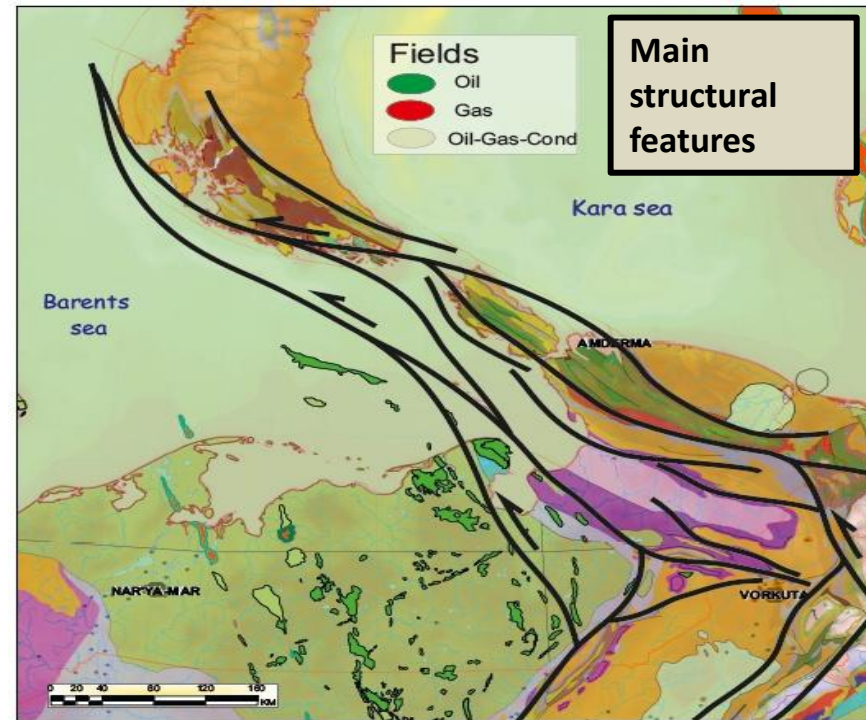 Main
structural
features
Fields
Oil
Gas
Oil-Gas-Cond
Kara sea
Barents
sea
AMDERMA
NAR'YA-MAR
VORKUTA
0 20 40 80 120 160
KM